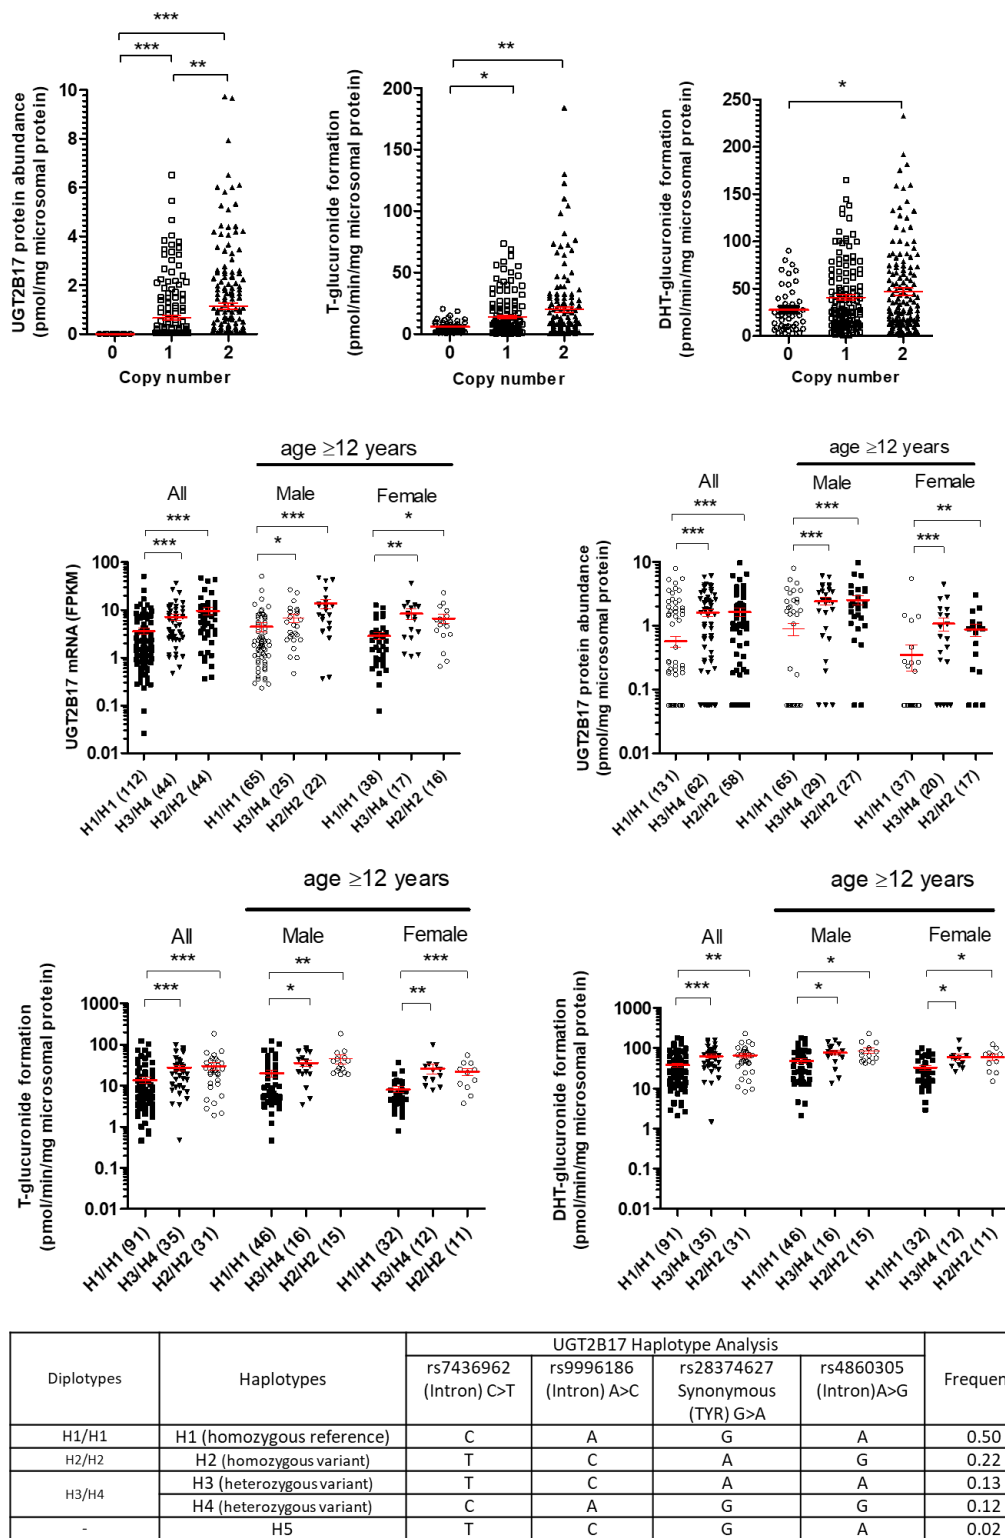 ***
***
**
UGT2B17 protein abundance
(pmol/mg microsomal protein)
10
8
6
4
2
0
0 1 2
Copy number
**
*
T-glucuronide formation
(pmol/min/mg microsomal protein)
200
150
100
50
0
0 1 2
Copy number
*
DHT-glucuronide formation
(pmol/min/mg microsomal protein)
250
200
150
100
50
0
0 1 2
Copy number
age ≥12 years
All Male Female
*** *** *
*** * **
UGT2B17 mRNA (FPKM)
100
10
1
0.1
0.01
H1/H1 (112)
H3/H4 (44)
H2/H2 (44)
H1/H1 (65)
H3/H4 (25)
H2/H2 (22)
H1/H1 (38)
H3/H4 (17)
H2/H2 (16)
age ≥12 years
All Male Female
*** *** **
*** *** ***
UGT2B17 protein abundance
(pmol/mg microsomal protein)
10
1
0.1
0.01
H1/H1 (131)
H3/H4 (62)
H2/H2 (58)
H1/H1 (65)
H3/H4 (29)
H2/H2 (27)
H1/H1 (37)
H3/H4 (20)
H2/H2 (17)
age ≥12 years
All Male Female
*** ** ***
*** * **
T-glucuronide formation
(pmol/min/mg microsomal protein)
1000
100
10
1
0.1
0.01
H1/H1 (91)
H3/H4 (35)
H2/H2 (31)
H1/H1 (46)
H3/H4 (16)
H2/H2 (15)
H1/H1 (32)
H3/H4 (12)
H2/H2 (11)
age ≥12 years
All Male Female
** * *
*** * *
DHT-glucuronide formation
(pmol/min/mg microsomal protein)
1000
100
10
1
0.1
0.01
H1/H1 (91)
H3/H4 (35)
H2/H2 (31)
H1/H1 (46)
H3/H4 (16)
H2/H2 (15)
H1/H1 (32)
H3/H4 (12)
H2/H2 (11)
UGT2B17 Haplotype Analysis
Diplotypes Haplotypes rs7436962 rs9996186 rs28374627 rs4860305 Frequen
(Intron) C>T (Intron) A>C Synonymous (Intron)A>G
(TYR) G>A
H1/H1 H1 (homozygous reference) C A G A 0.50
H2/H2 H2 (homozygous variant) T C A G 0.22
H3/H4 H3 (heterozygous variant) T C A A 0.13
H4 (heterozygous variant) C A G G 0.12
- H5 T C G A 0.02